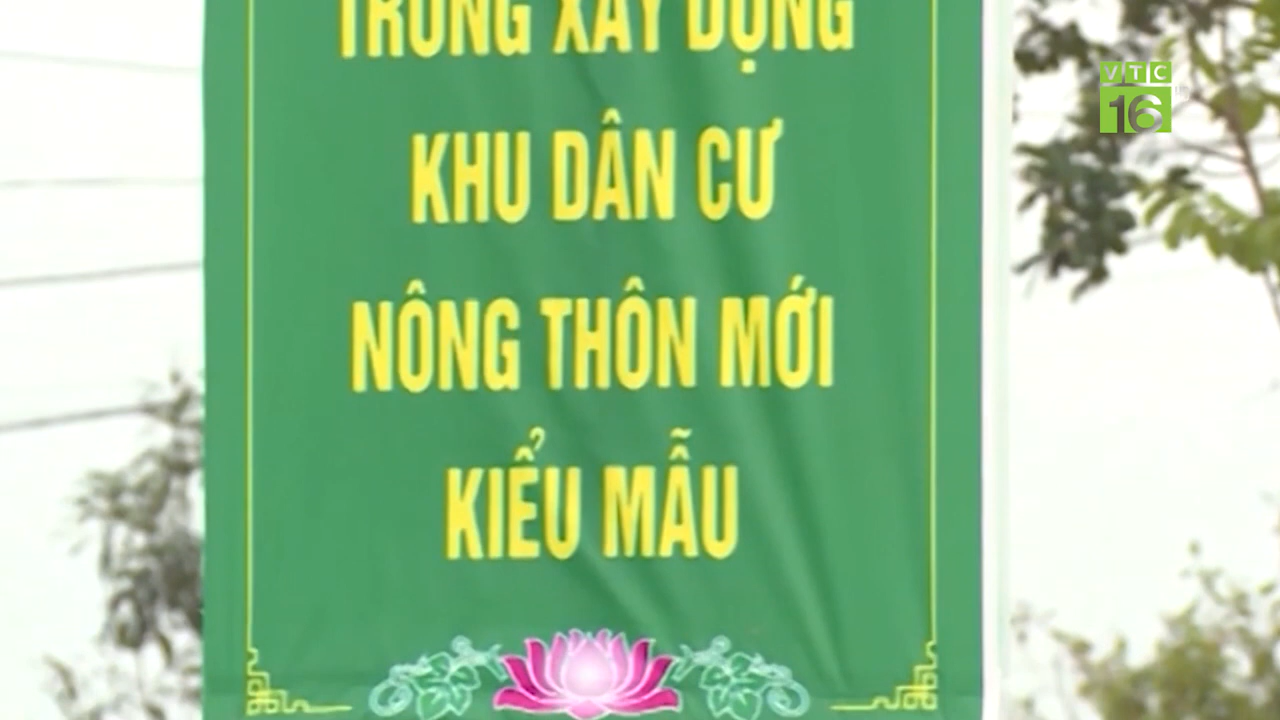 TRONG XÂY DỰNG
KHU DÂN CƯ
NÔNG THÔN MỚI
KIỂU MẪU
VTC
16